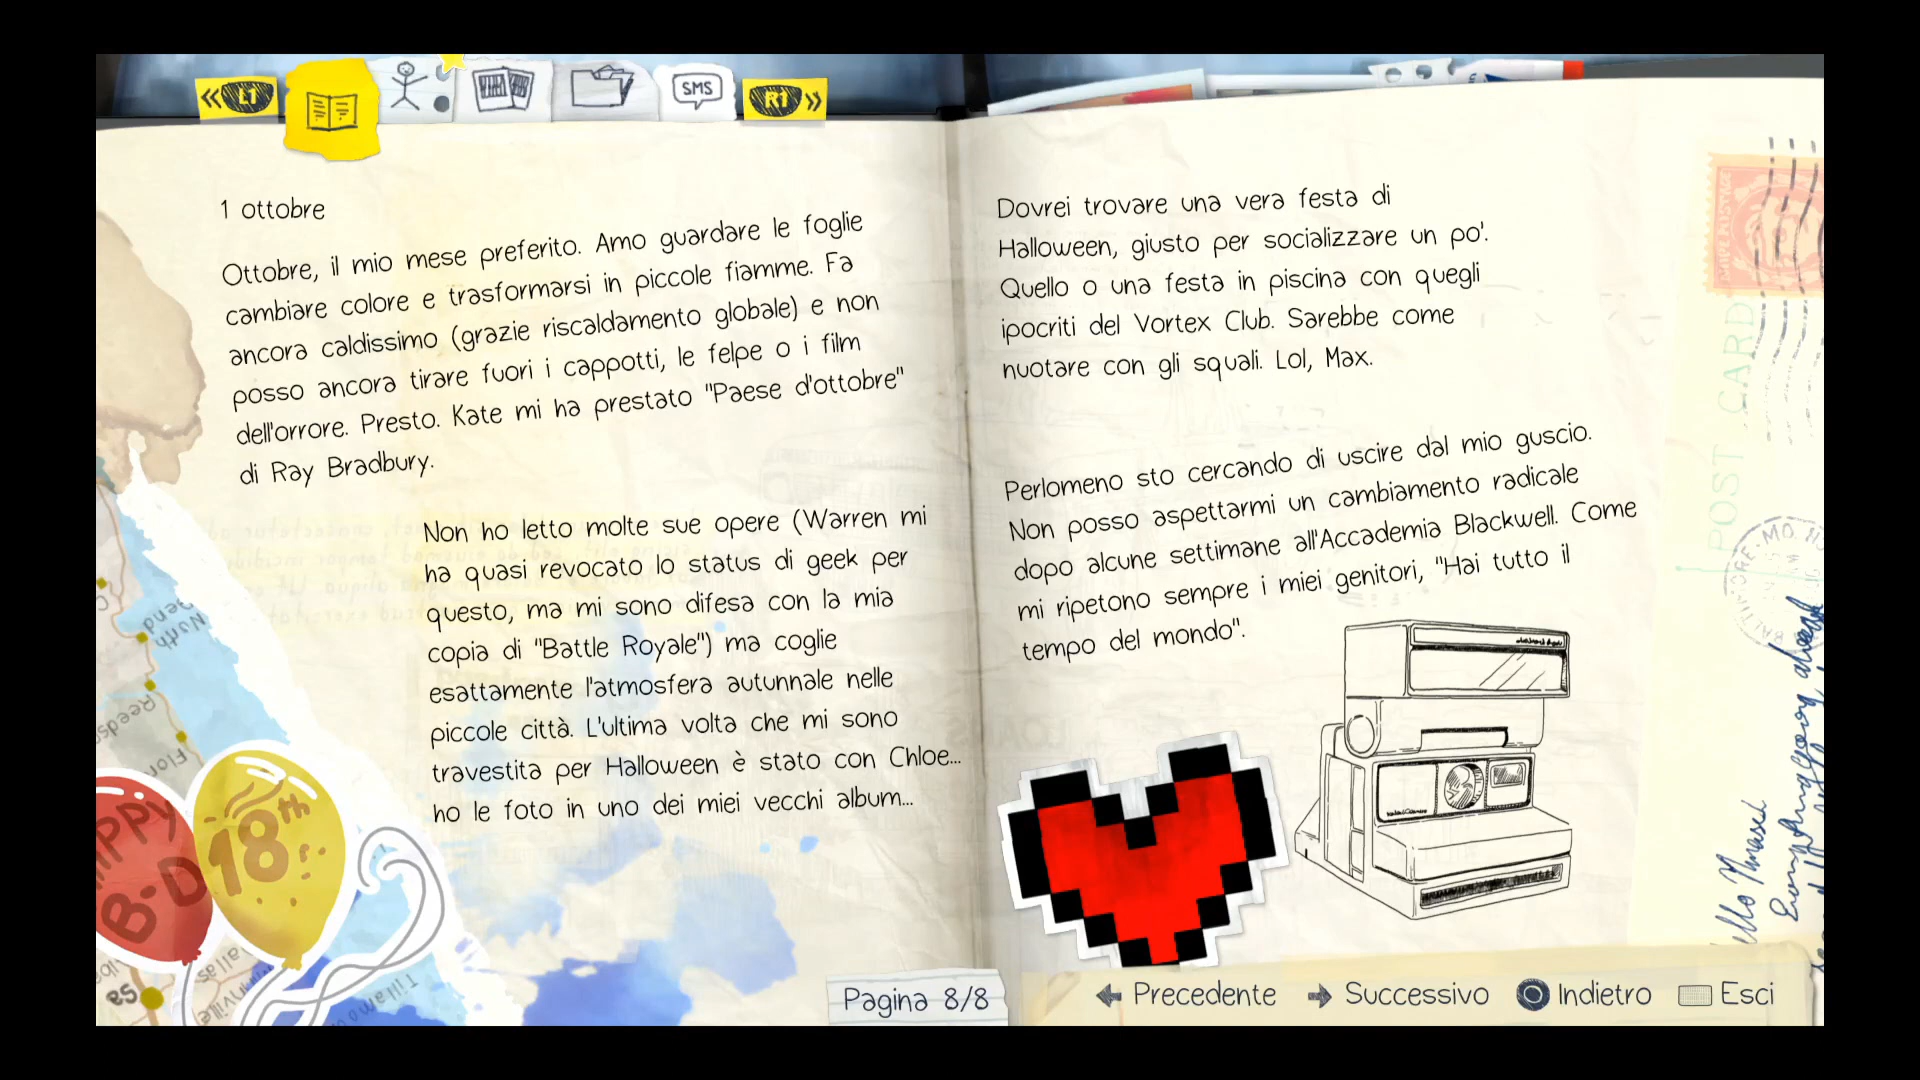 L1
SMS
R1
1 ottobre
Ottobre, il mio mese preferito. Amo guardare le foglie
cambiare colore e trasformarsi in piccole fiamme. Fa
ancora caldissimo (grazie riscaldamento globale) e non
posso ancora tirare fuori i cappotti, le felpe o i film
dell'orrore. Presto. Kate mi ha prestato "Paese d'ottobre"
di Ray Bradbury.
Non ho letto molte sue opere (Warren mi
ha quasi revocato lo status di geek per
questo, ma mi sono difesa con la mia
copia di "Battle Royale") ma coglie
esattamente l'atmosfera autunnale nelle
piccole città. L'ultima volta che mi sono
travestita per Halloween è stato con Chloe...
ho le foto in uno dei miei vecchi album...
HAPPY
B-D
18th
Dovrei trovare una vera festa di
Halloween, giusto per socializzare un po'.
Quello o una festa in piscina con quegli
ipocriti del Vortex Club. Sarebbe come
nuotare con gli squali. Lol, Max.
Perlomeno sto cercando di uscire dal mio guscio.
Non posso aspettarmi un cambiamento radicale
dopo alcune settimane all'Accademia Blackwell. Come
mi ripetono sempre i miei genitori, "Hai tutto il
tempo del mondo".
POST CARD
Pagina 8/8
Precedente
Successivo
Indietro
Esci